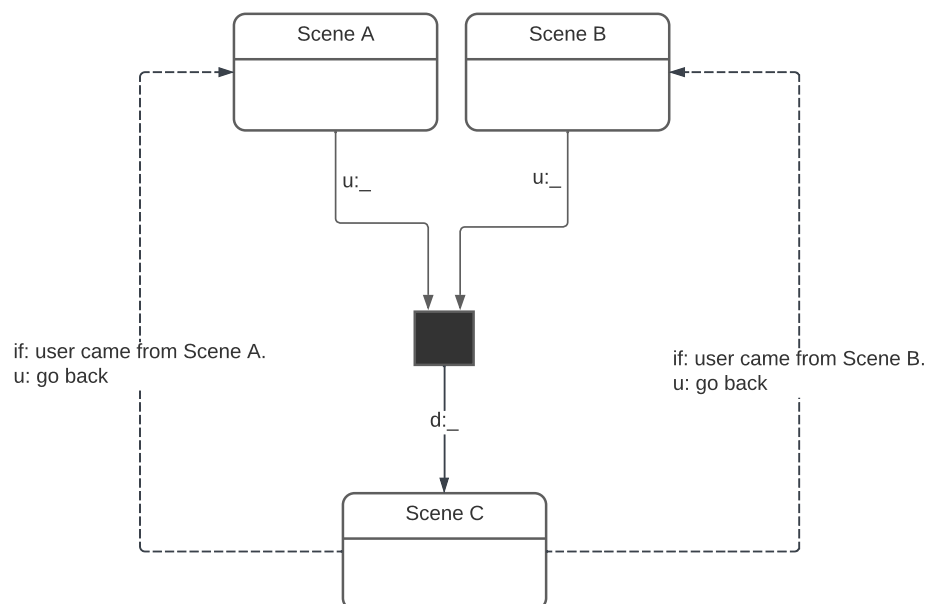 Scene A
Scene B
u:_
u:_
if: user came from Scene A.
u: go back
if: user came from Scene B.
u: go back
d:_
Scene C